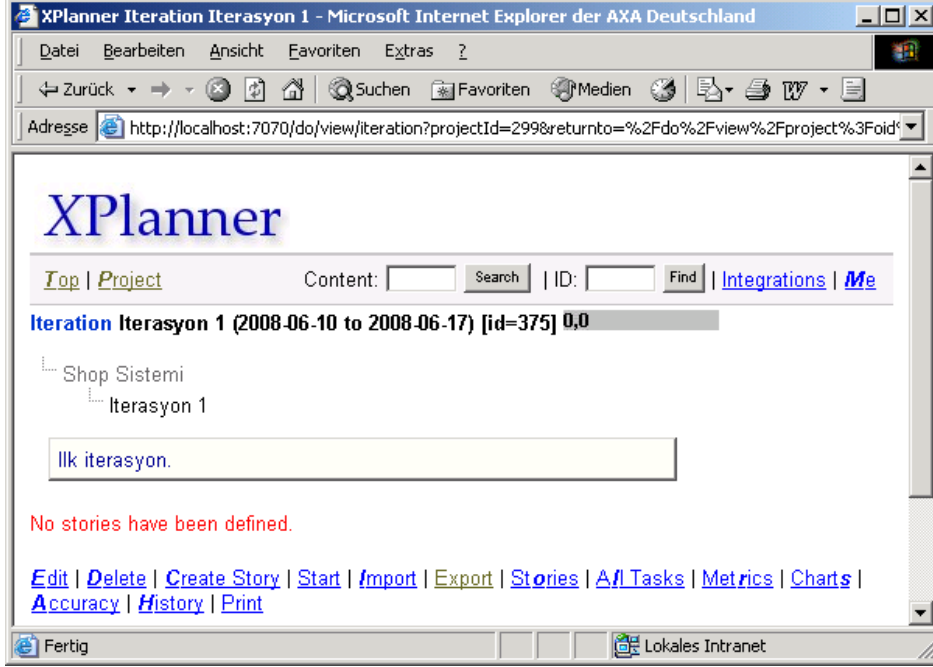 XPlanner Iteration Iterasyon 1 - Microsoft Internet Explorer der AXA Deutschland
Datei Bearbeiten Ansicht Favoriten Extras ?
Zurück Suchen Favoriten Medien
Adresse http://localhost:7070/do/view/iteration?projectId=299&returnto=%2Fdo%2Fview%2Fproject%3Foid
XPlanner
Top | Project Content: Search | ID: Find | Integrations | Me
Iteration Iterasyon 1 (2008-06-10 to 2008-06-17) [id=375] 0,0
Shop Sistemi
Iterasyon 1
Ilk iterasyon.
No stories have been defined.
Edit | Delete | Create Story | Start | Import | Export | Stories | All Tasks | Metrics | Charts |
Accuracy | History | Print
Fertig Lokales Intranet